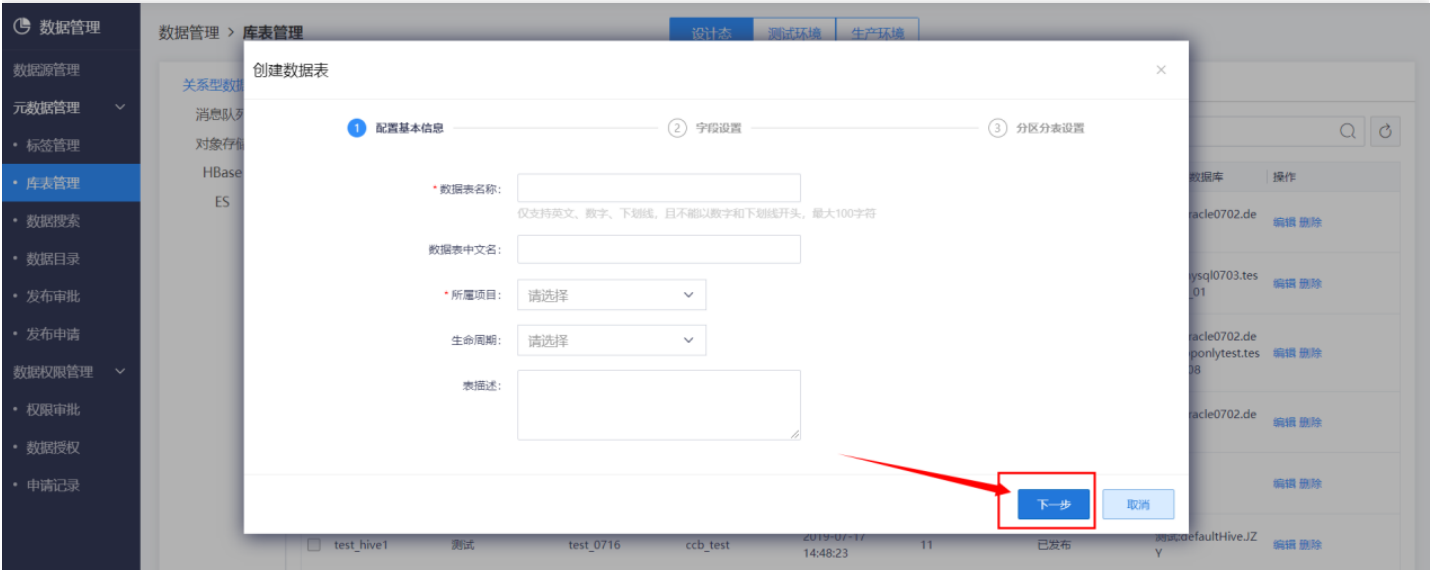 数据管理
数据源管理
元数据管理
• 标签管理
• 库表管理
• 数据搜索
• 数据目录
• 发布审批
• 发布申请
数据权限管理
• 权限审批
• 数据授权
• 申请记录
数据管理 > 库表管理
设计态 测试环境 生产环境
关系型数据
消息队列
对象存储
HBase
ES
创建数据表
1 配置基本信息
2 字段设置
3 分区分表设置
* 数据表名称:
仅支持英文、数字、下划线，且不能以数字和下划线开头，最大100字符
数据表中文名:
* 所属项目: 请选择
生命周期: 请选择
表描述:
下一步 取消
数据库 操作
racle0702.de
编辑 删除
ysql0703.tes
_01
编辑 删除
racle0702.de
ponlytest.tes
08
编辑 删除
racle0702.de
编辑 删除
编辑 删除
test_hive1 测试 test_0716 ccb_test 2019-07-17 14:48:23 11 已发布 测试:defaultHive.JZY 编辑 删除